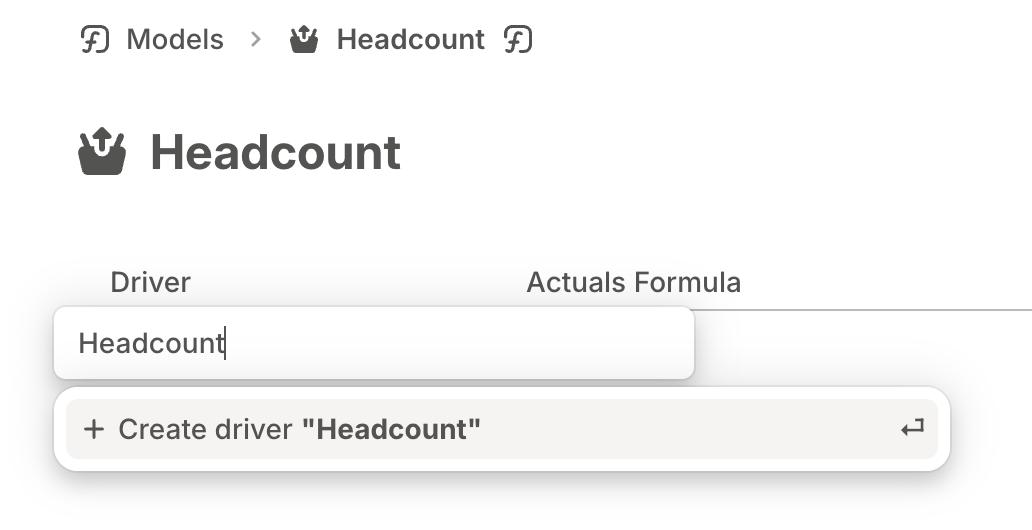 Models > Headcount
Headcount
Driver Actuals Formula
Headcount
+ Create driver "Headcount"